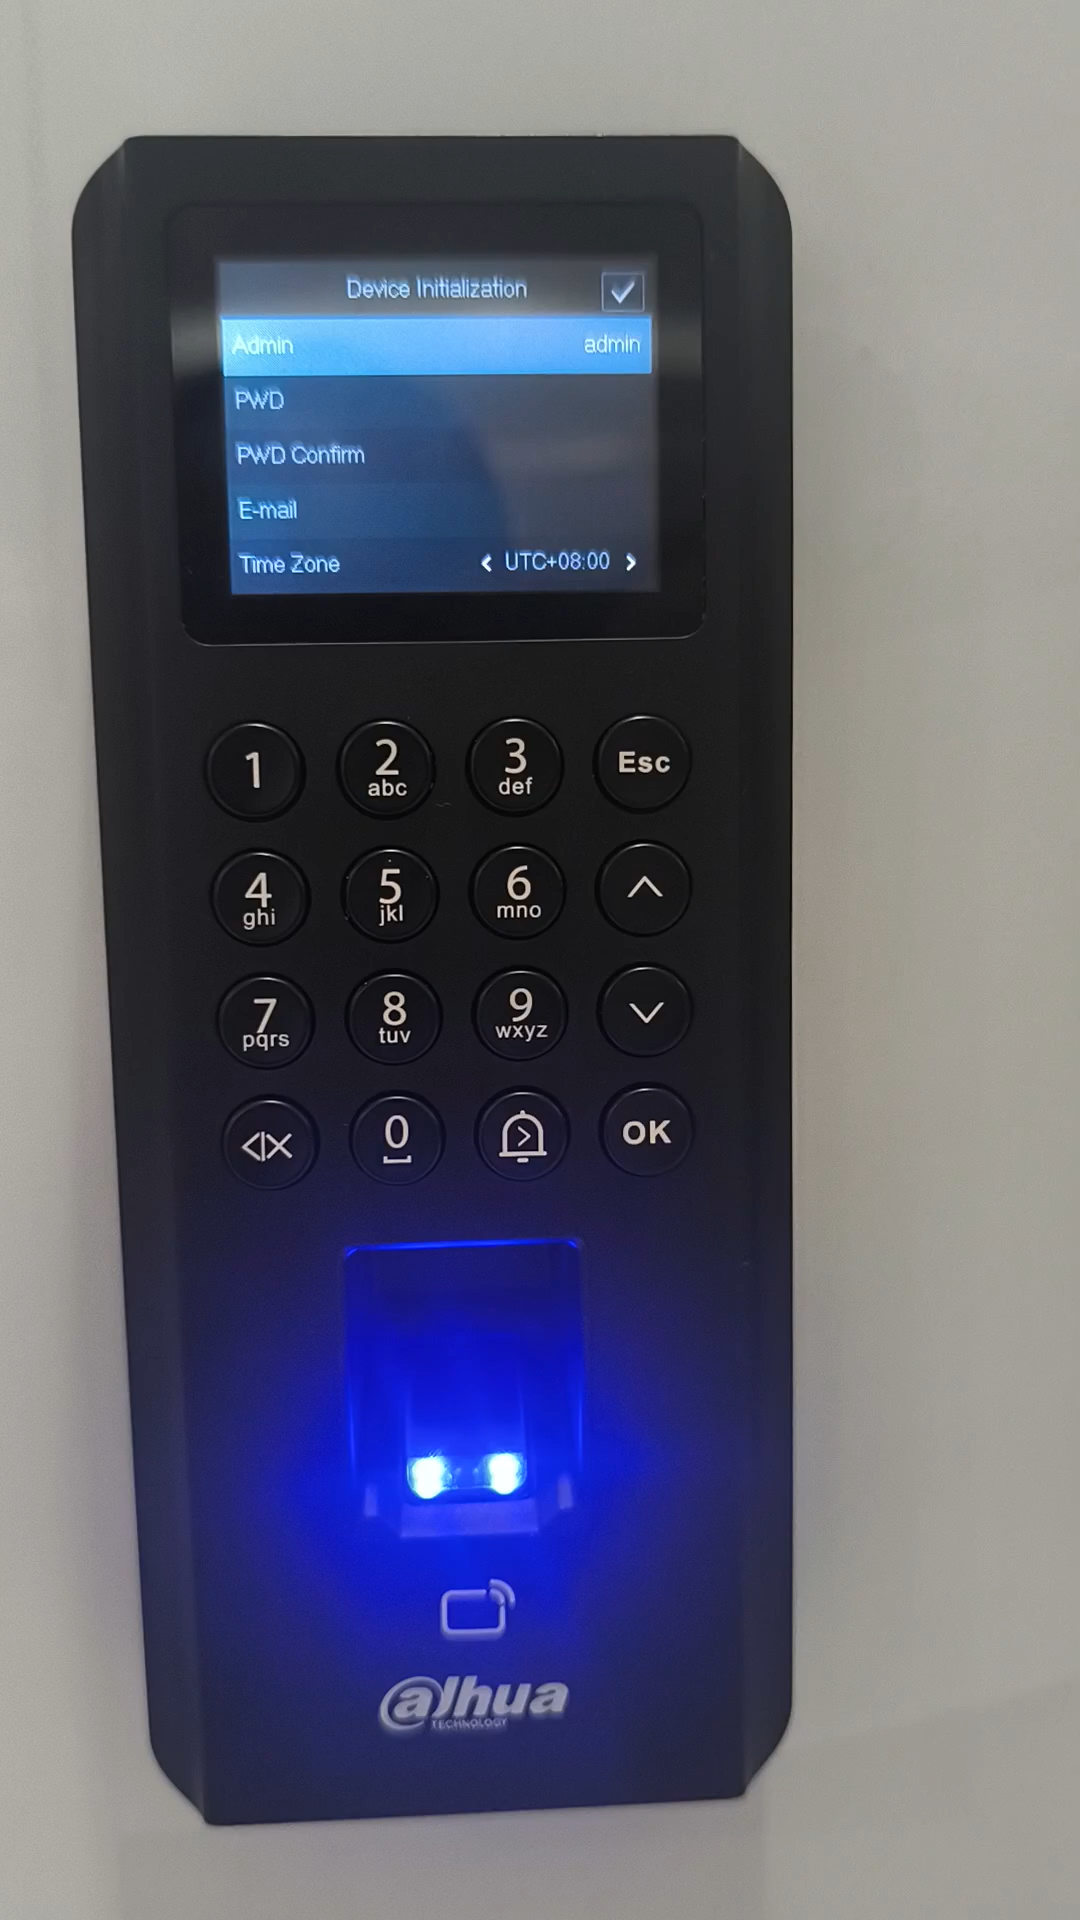 Device Initialization
Admin admin
PWD
PWD Confirm
E-mail
Time Zone < UTC+08:00 >
1 2 3 Esc
abc def
4 5 6
ghi jkl mno
7 8 9
pqrs tuv wxyz
0 OK
alhua
TECHNOLOGY